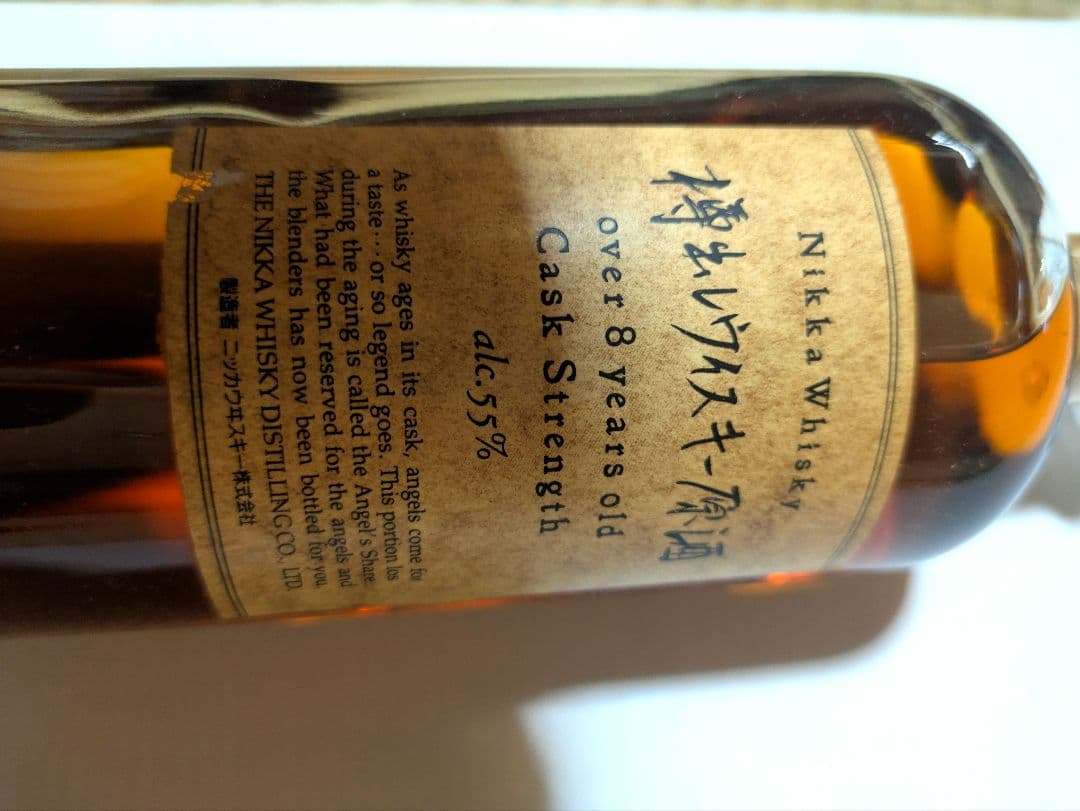 Nikka Whisky
樽出しウイスキー原酒
over 8 years old
Cask Strength
alc.55%
As whisky ages in its cask, angels come
a taste…or so legend goes. This portion
during the aging is called the Angel's Share.
What had been reserved for the angels and
the blenders has now been bottled for you.
THE NIKKA WHISKY DISTILLING CO., LTD.
製造者 ニッカウヰスキー株式会社